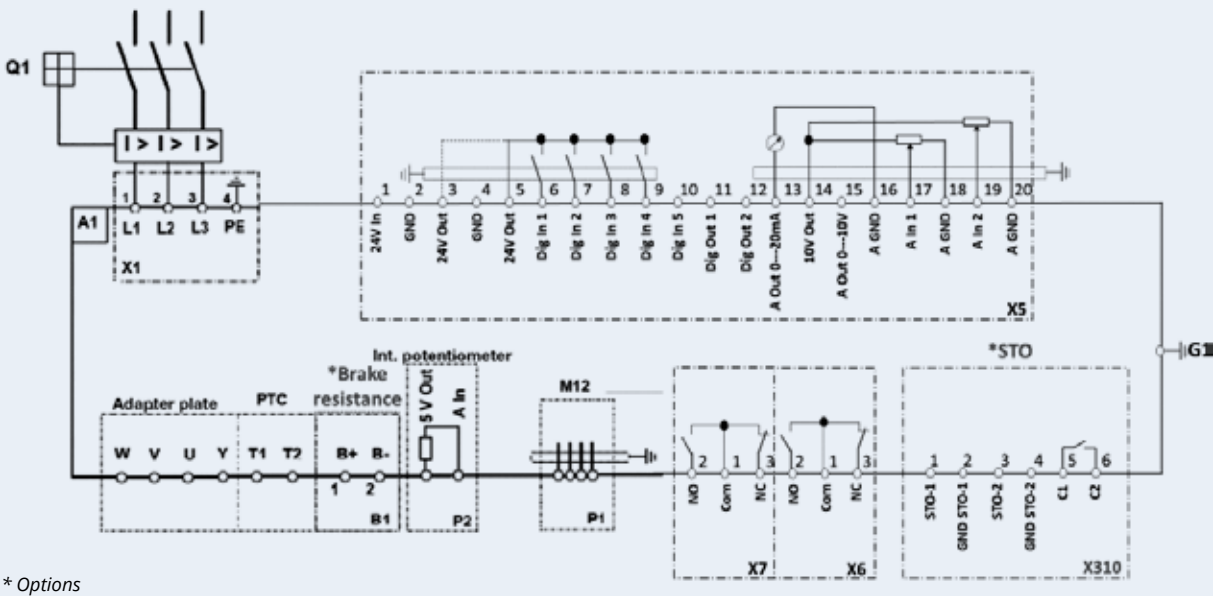 Q1
I > I > I >
1 2 3 4
A1
L1 L2 L3 PE
X1
1 2 3 4 5 6 7 8 9 10 11 12 13 14 15 16 17 18 19 20
24V In
GND
24V Out
GND
24V Out
Dig In 1
Dig In 2
Dig In 3
Dig In 4
Dig In 5
Dig Out 1
Dig Out 2
A Out 0---20mA
10V Out
A Out 0---10V
A GND
A In 1
A GND
A In 2
A GND
X5
*STO
G1
Int. potentiometer
*Brake
resistance
Adapter plate
PTC
5 V Out
A In
M12
W V U Y T1 T2 B+ B-
1 2
B1
P2
P1
2 1 3 2 1 3
NO
Com
NC
NO
Com
NC
X7
X6
1 2 3 4 5 6
STO-1
GND STO-1
STO-2
GND STO-2
C1
C2
X310
* Options